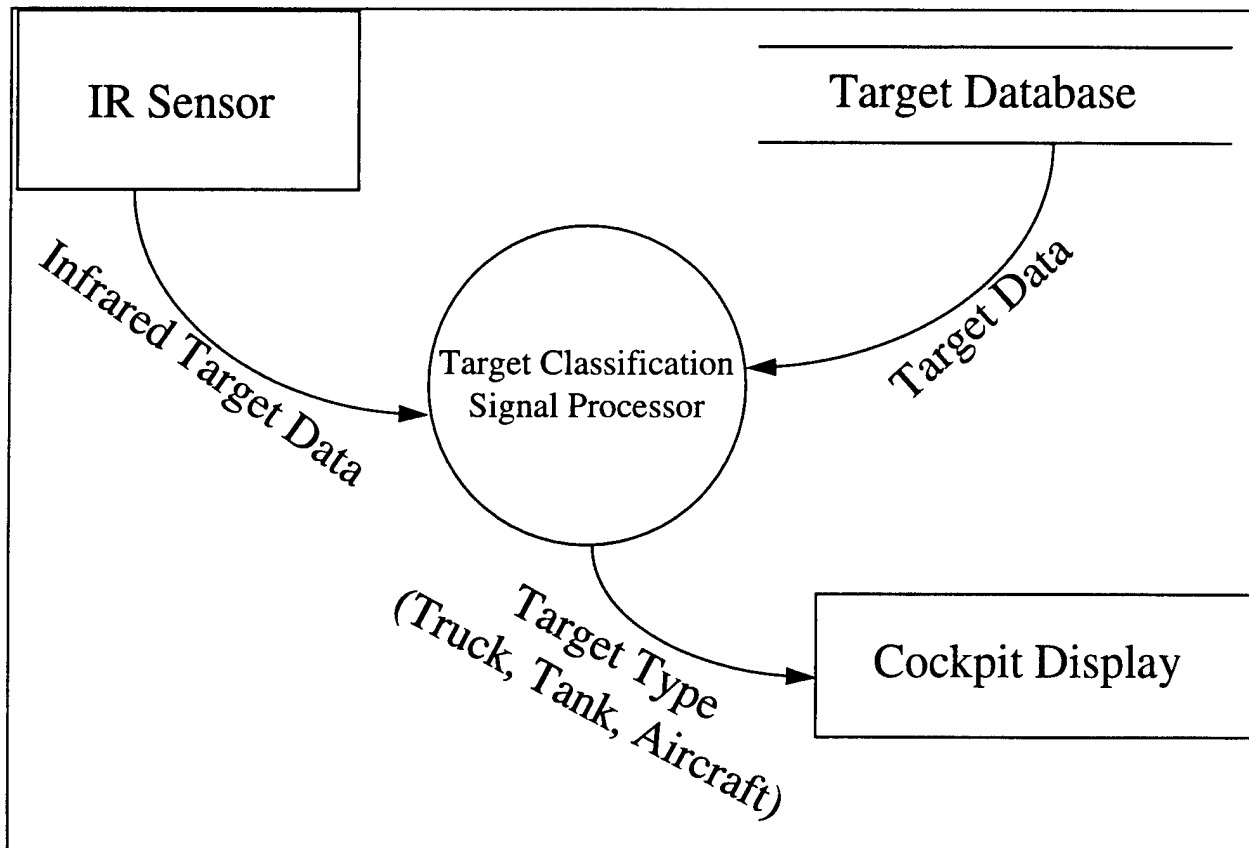 IR Sensor
Target Database
Infrared Target Data
Target Data
Target Classification
Signal Processor
Target Type
(Truck, Tank, Aircraft)
Cockpit Display